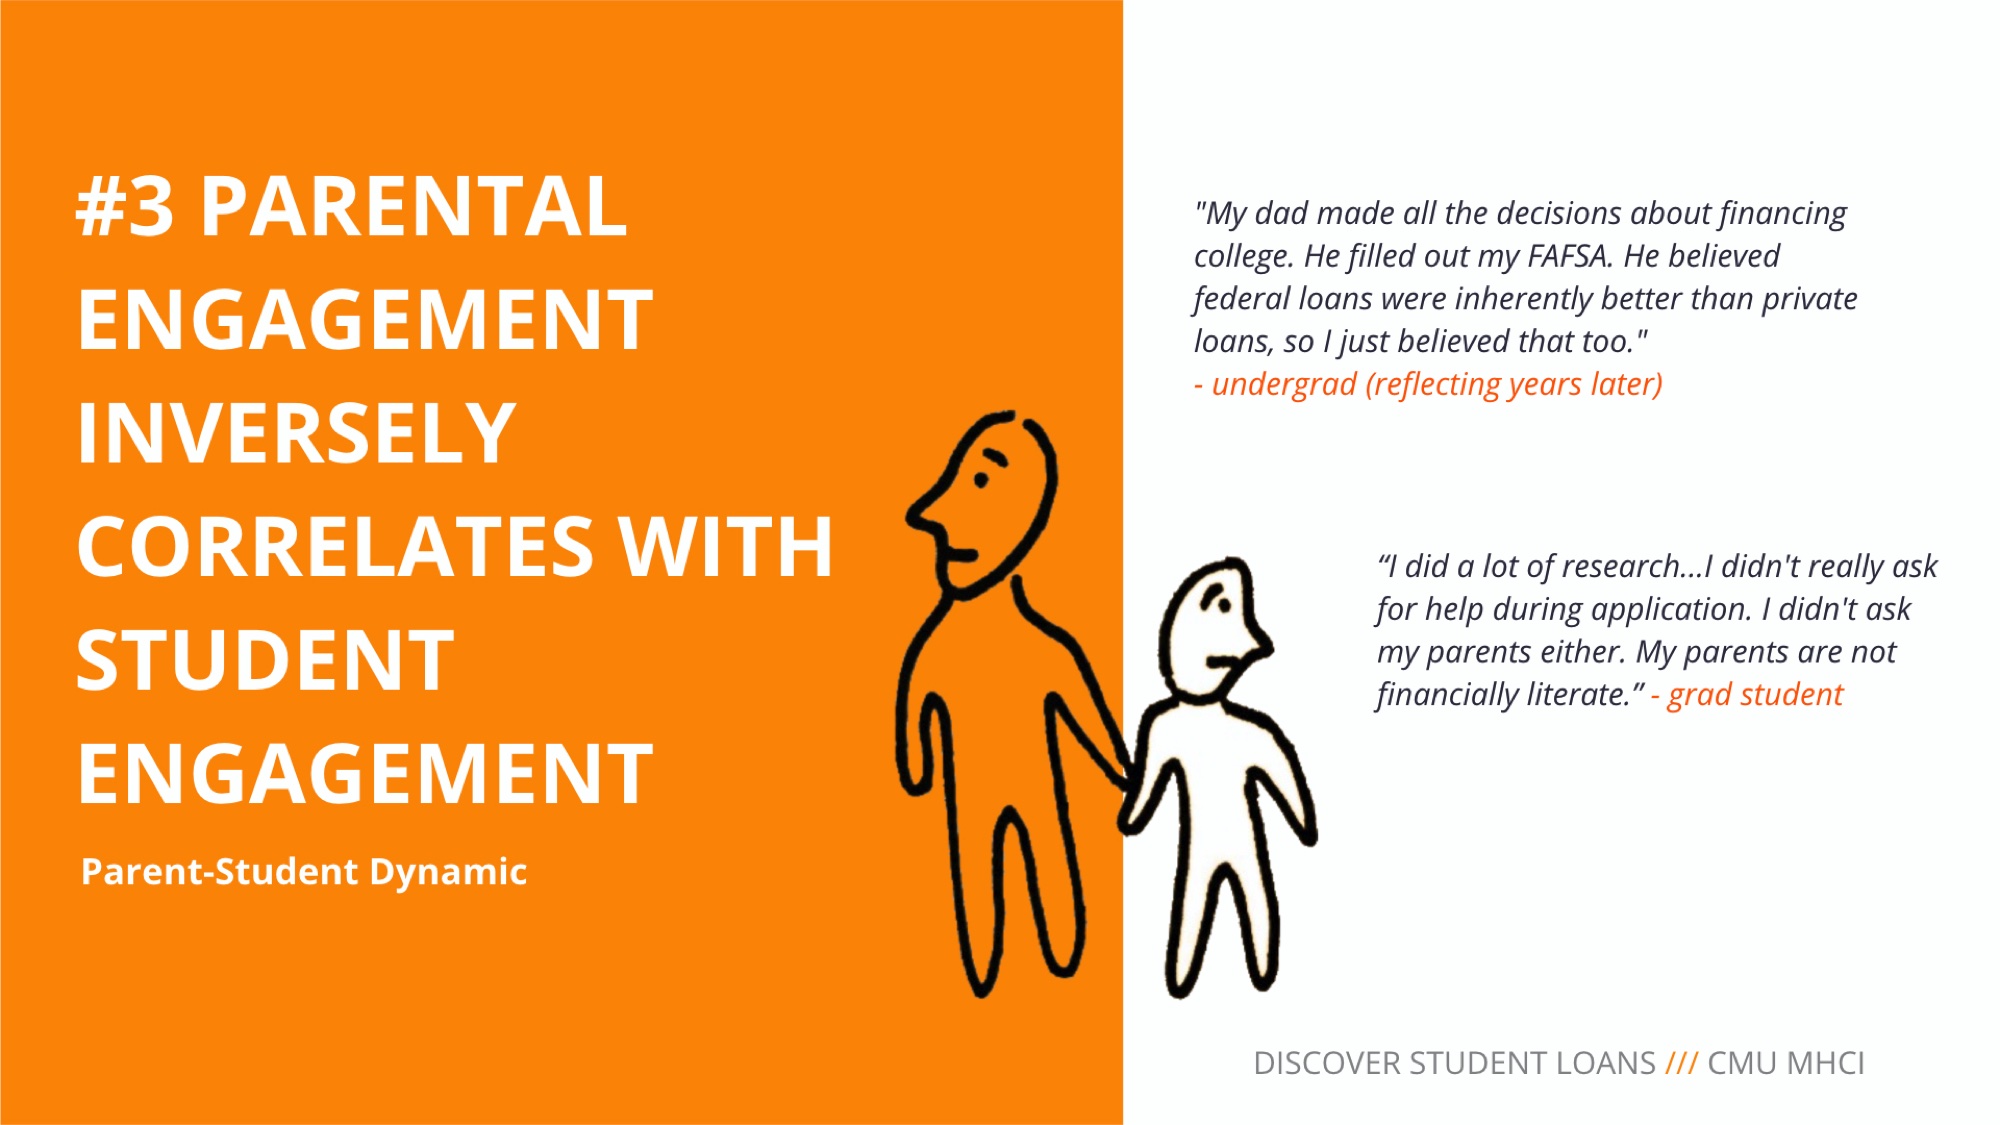 #3 PARENTAL
ENGAGEMENT
INVERSELY
CORRELATES WITH
STUDENT
ENGAGEMENT
Parent-Student Dynamic
"My dad made all the decisions about financing
college. He filled out my FAFSA. He believed
federal loans were inherently better than private
loans, so I just believed that too."
- undergrad (reflecting years later)
“I did a lot of research...I didn't really ask
for help during application. I didn't ask
my parents either. My parents are not
financially literate.” - grad student
DISCOVER STUDENT LOANS /// CMU MHCI